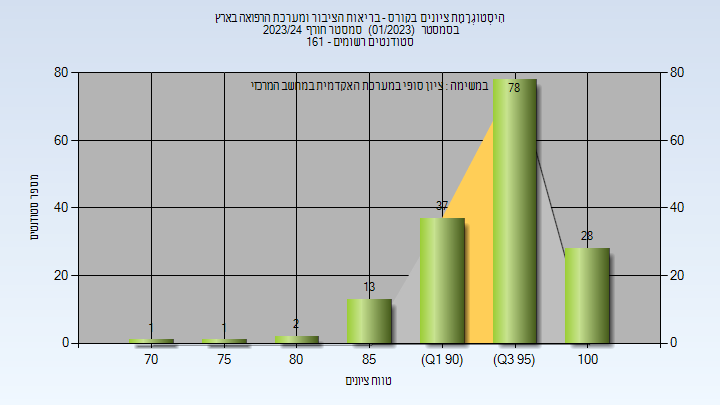 היסטוגרמת ציונים בקורס - בריאות הציבור ומערכת הרפואה בארץ
בסמסטר (01/2023) סמסטר חורף 2023/24
סטודנטים רשומים - 161
במשימה : ציון סופי במערכת האקדמית במחשב המרכזי
80 80
60 60
40 40
20 20
0 0
מספר סטודנטים
1 1 2 13 37 78 28
70 75 80 85 (Q1 90) (Q3 95) 100
טווח ציונים